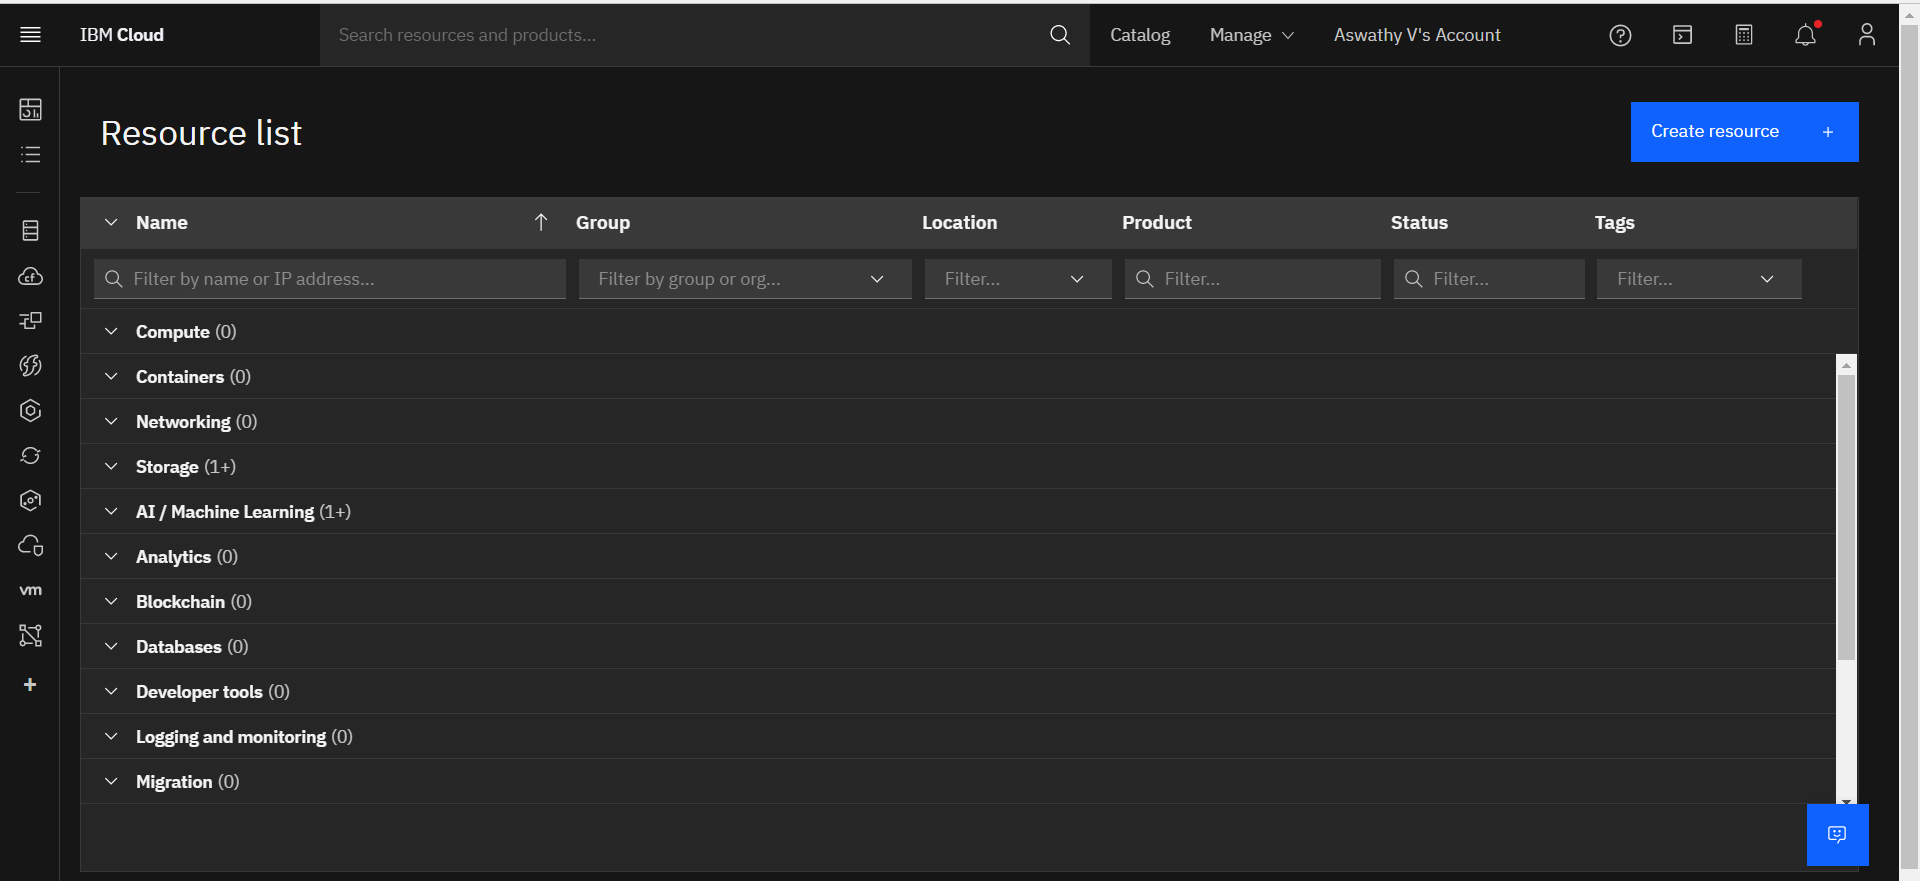 IBM Cloud
Search resources and products...
Catalog
Manage
Aswathy V's Account
Resource list
Create resource +
Name
Group
Location
Product
Status
Tags
Filter by name or IP address...
Filter by group or org...
Filter...
Filter...
Filter...
Filter...
Compute (0)
Containers (0)
Networking (0)
Storage (1+)
AI / Machine Learning (1+)
Analytics (0)
Blockchain (0)
Databases (0)
Developer tools (0)
Logging and monitoring (0)
Migration (0)
cf
vm